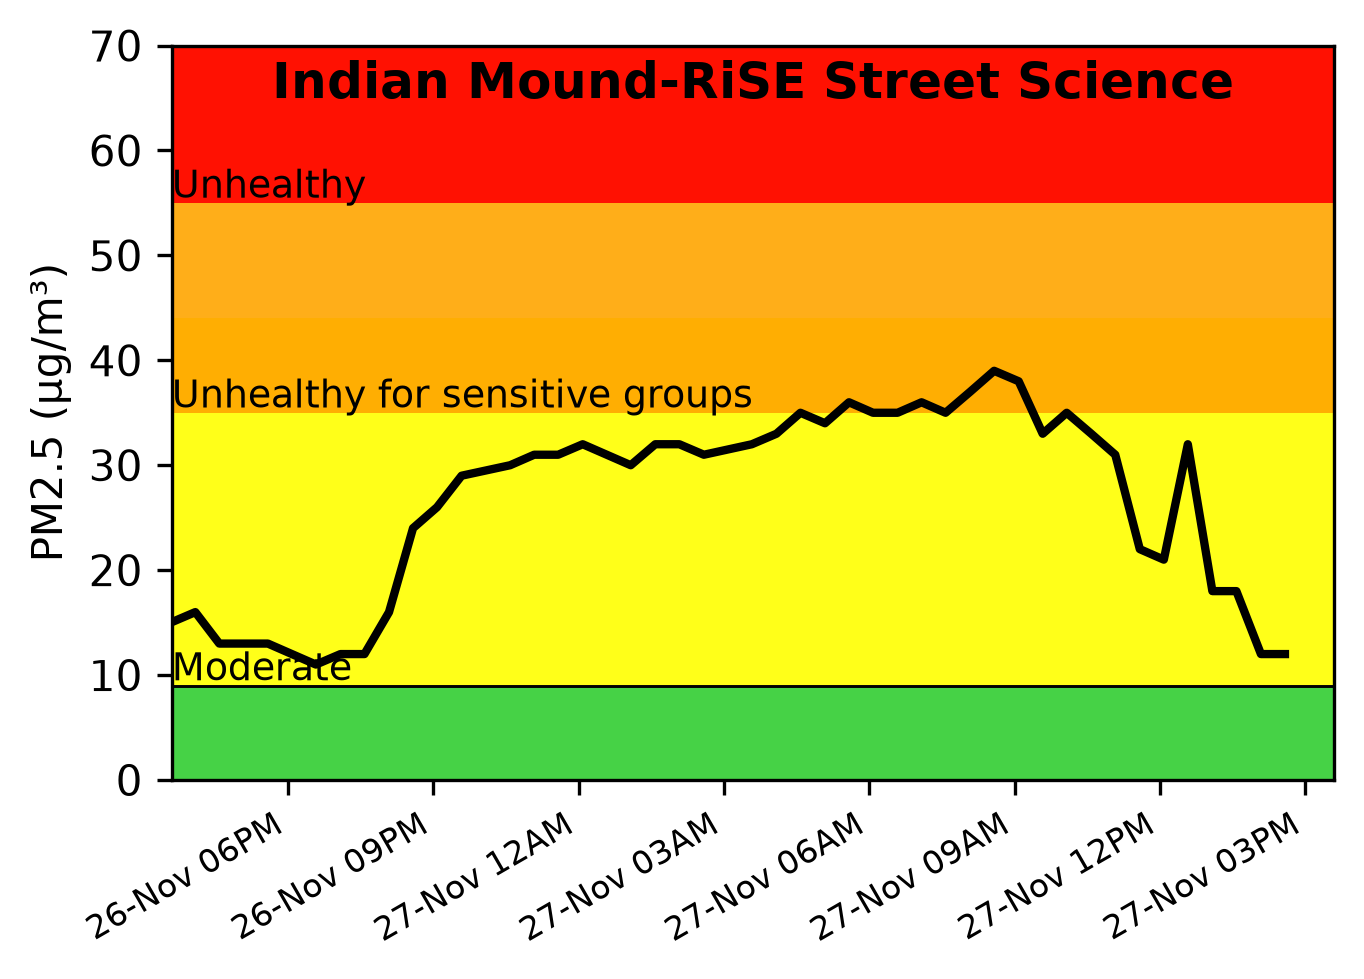 Indian Mound-RiSE Street Science
70
60
50
40
30
20
10
0
PM2.5 (µg/m³)
Unhealthy
Unhealthy for sensitive groups
Moderate
26-Nov 06PM
26-Nov 09PM
27-Nov 12AM
27-Nov 03AM
27-Nov 06AM
27-Nov 09AM
27-Nov 12PM
27-Nov 03PM